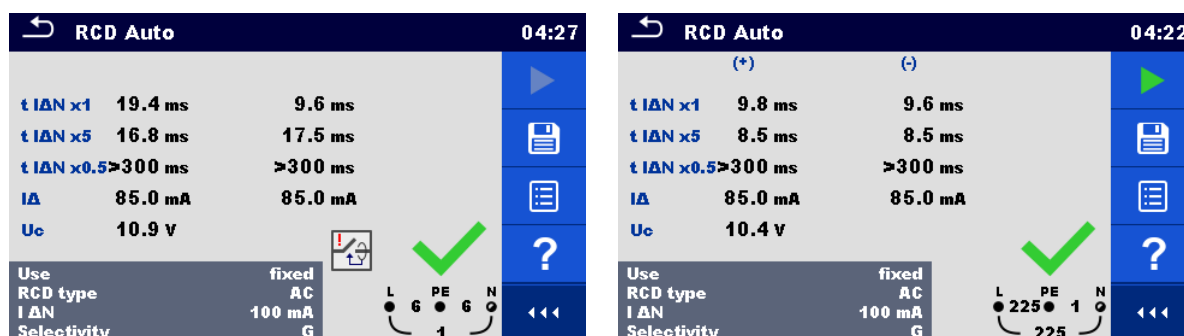 RCD Auto 04:27
t IΔN x1 19.4 ms 9.6 ms
t IΔN x5 16.8 ms 17.5 ms
t IΔN x0.5 >300 ms >300 ms
IΔ 85.0 mA 85.0 mA
Uc 10.9 V
!
Use fixed
RCD type AC
I ΔN 100 mA
Selectivity G
L PE N
6 6
1
?
RCD Auto 04:22
(+) (-)
t IΔN x1 9.8 ms 9.6 ms
t IΔN x5 8.5 ms 8.5 ms
t IΔN x0.5 >300 ms >300 ms
IΔ 85.0 mA 85.0 mA
Uc 10.4 V
Use fixed
RCD type AC
I ΔN 100 mA
Selectivity G
L PE N
225 1
225
?